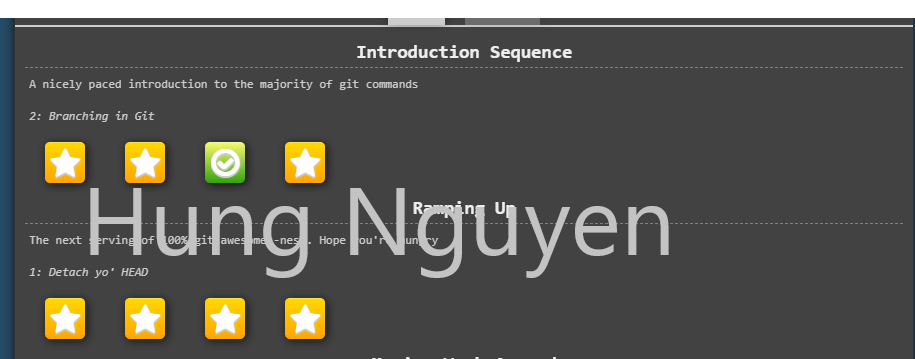 Introduction Sequence
A nicely paced introduction to the majority of git commands
2: Branching in Git
Ramping Up
Hung Nguyen
The next serving of 100% git awesome-ness. Hope you're hungry
1: Detach yo' HEAD